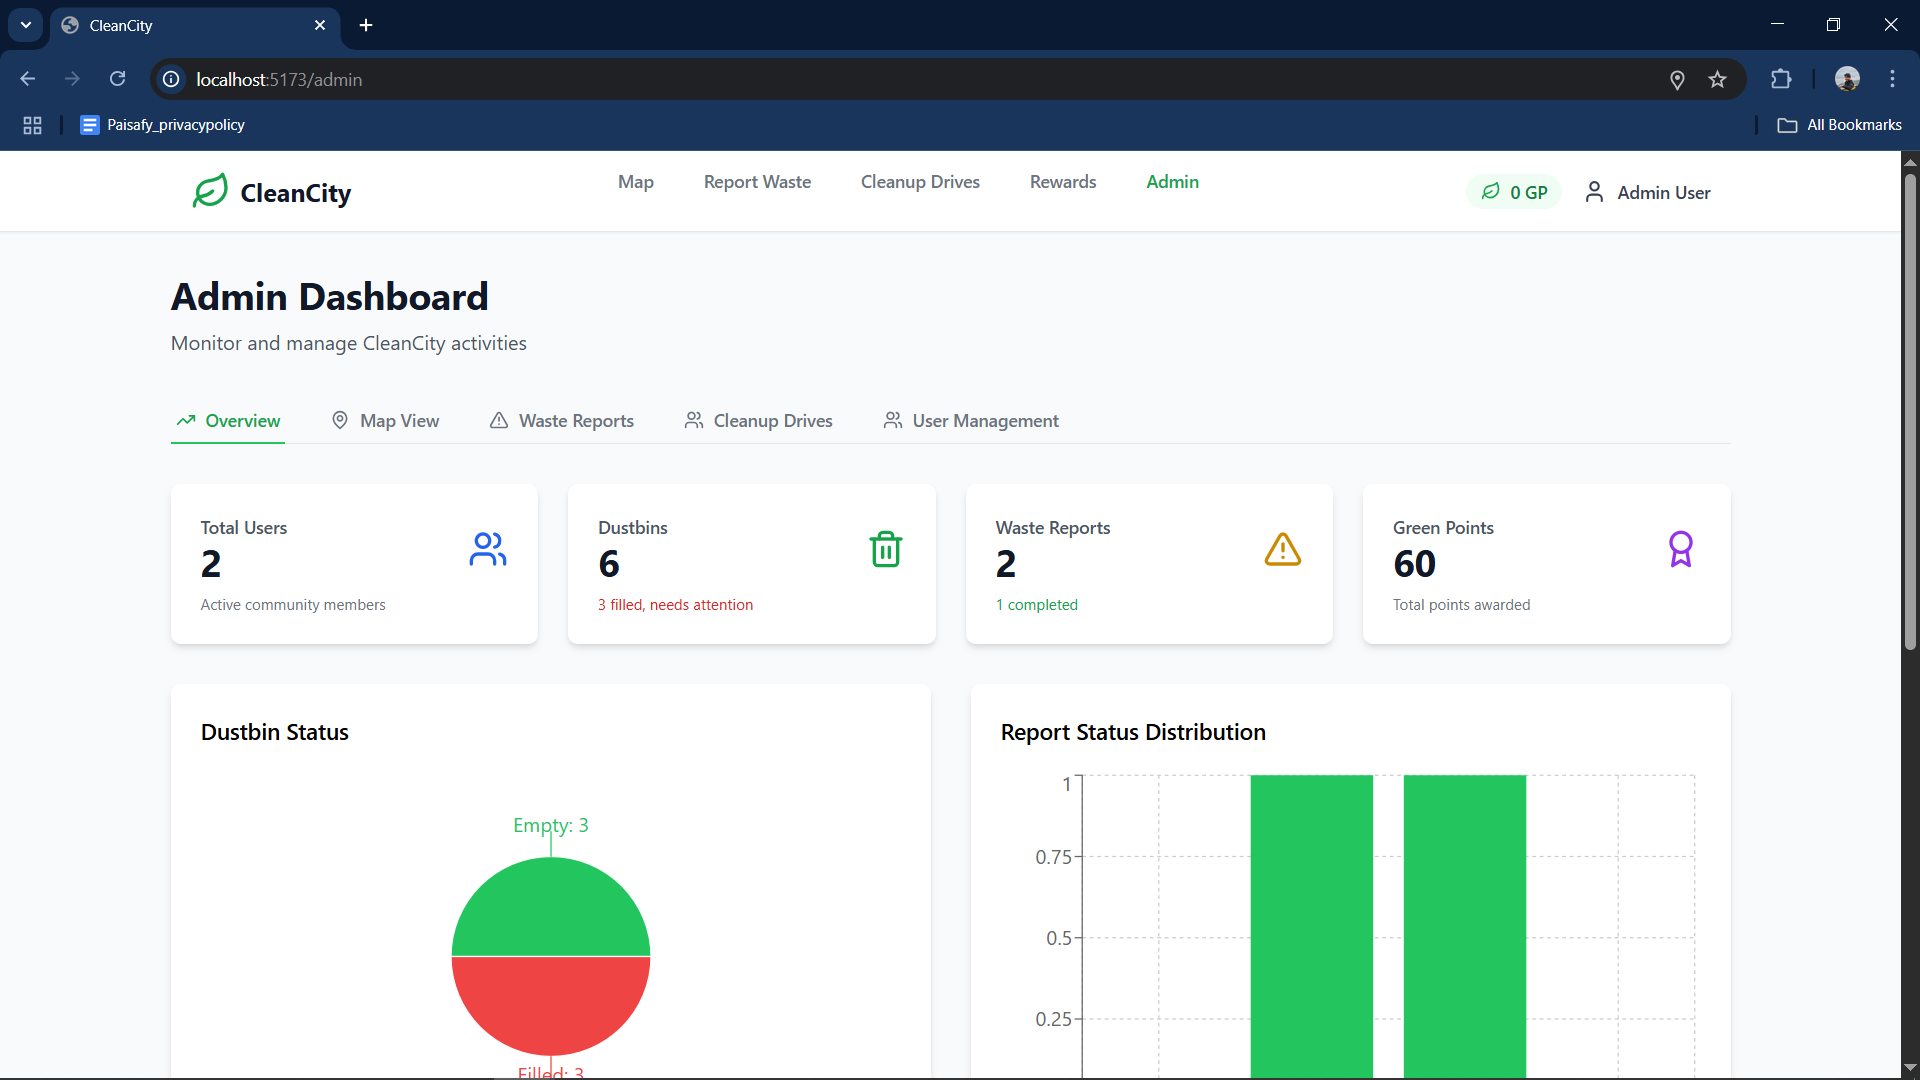 CleanCity
localhost:5173/admin
Paisafy_privacypolicy
All Bookmarks
CleanCity
Map
Report Waste
Cleanup Drives
Rewards
Admin
0 GP
Admin User
Admin Dashboard
Monitor and manage CleanCity activities
Overview
Map View
Waste Reports
Cleanup Drives
User Management
Total Users
2
Active community members
Dustbins
6
3 filled, needs attention
Waste Reports
2
1 completed
Green Points
60
Total points awarded
Dustbin Status
Empty: 3
Filled: 3
Report Status Distribution
1
0.75
0.5
0.25